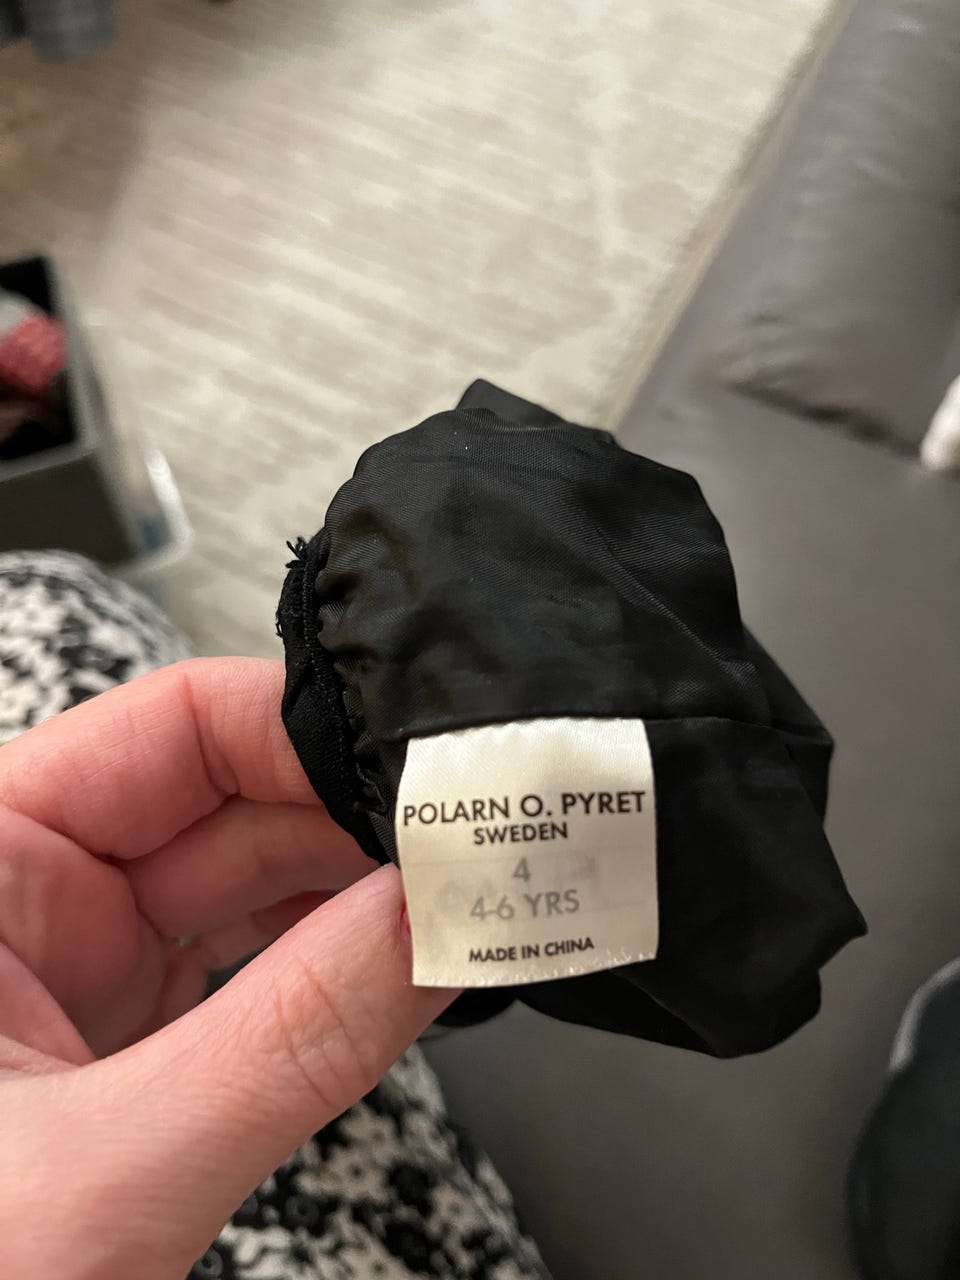 POLARN O. PYRET
SWEDEN
4
4-6 YRS
MADE IN CHINA